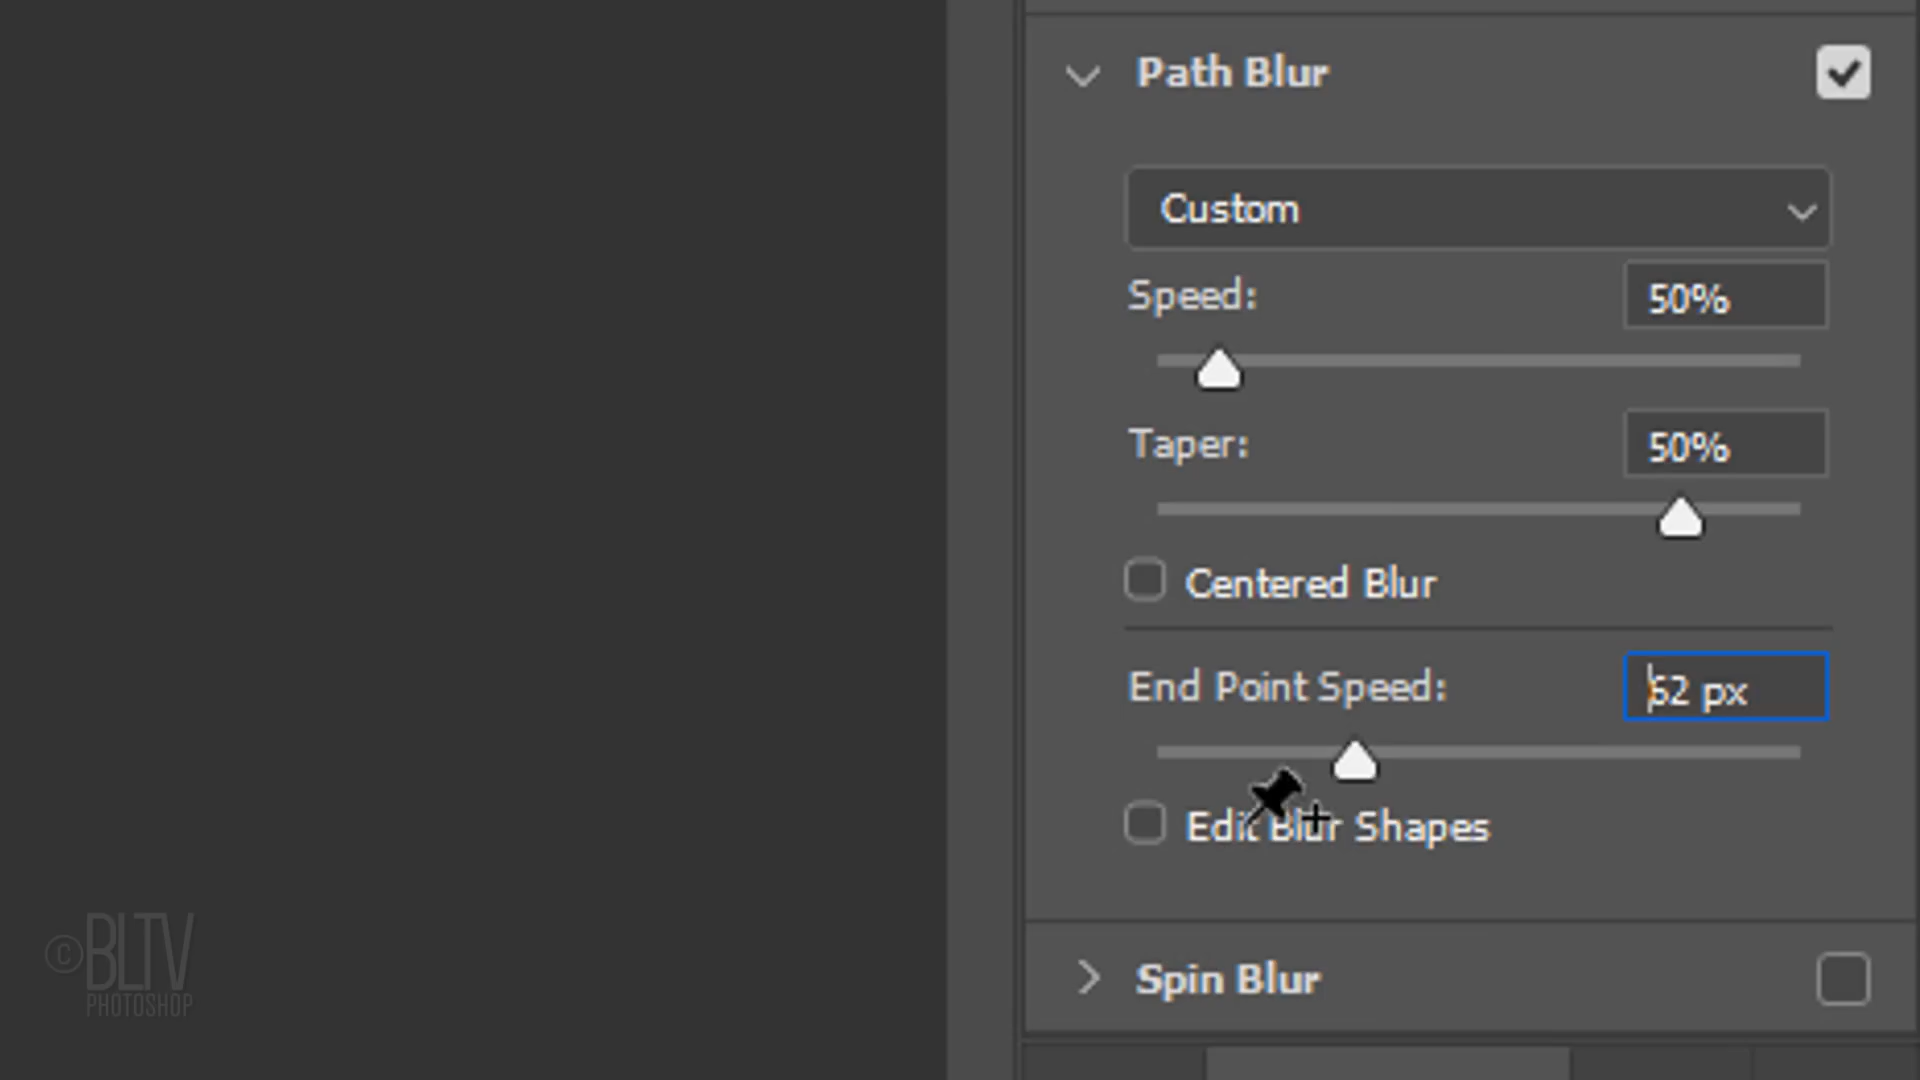 Path Blur
Custom
Speed:
50%
Taper:
50%
Centered Blur
End Point Speed:
px
Edit Blur Shapes
Spin Blur
©BLTV
PHOTOSHOP